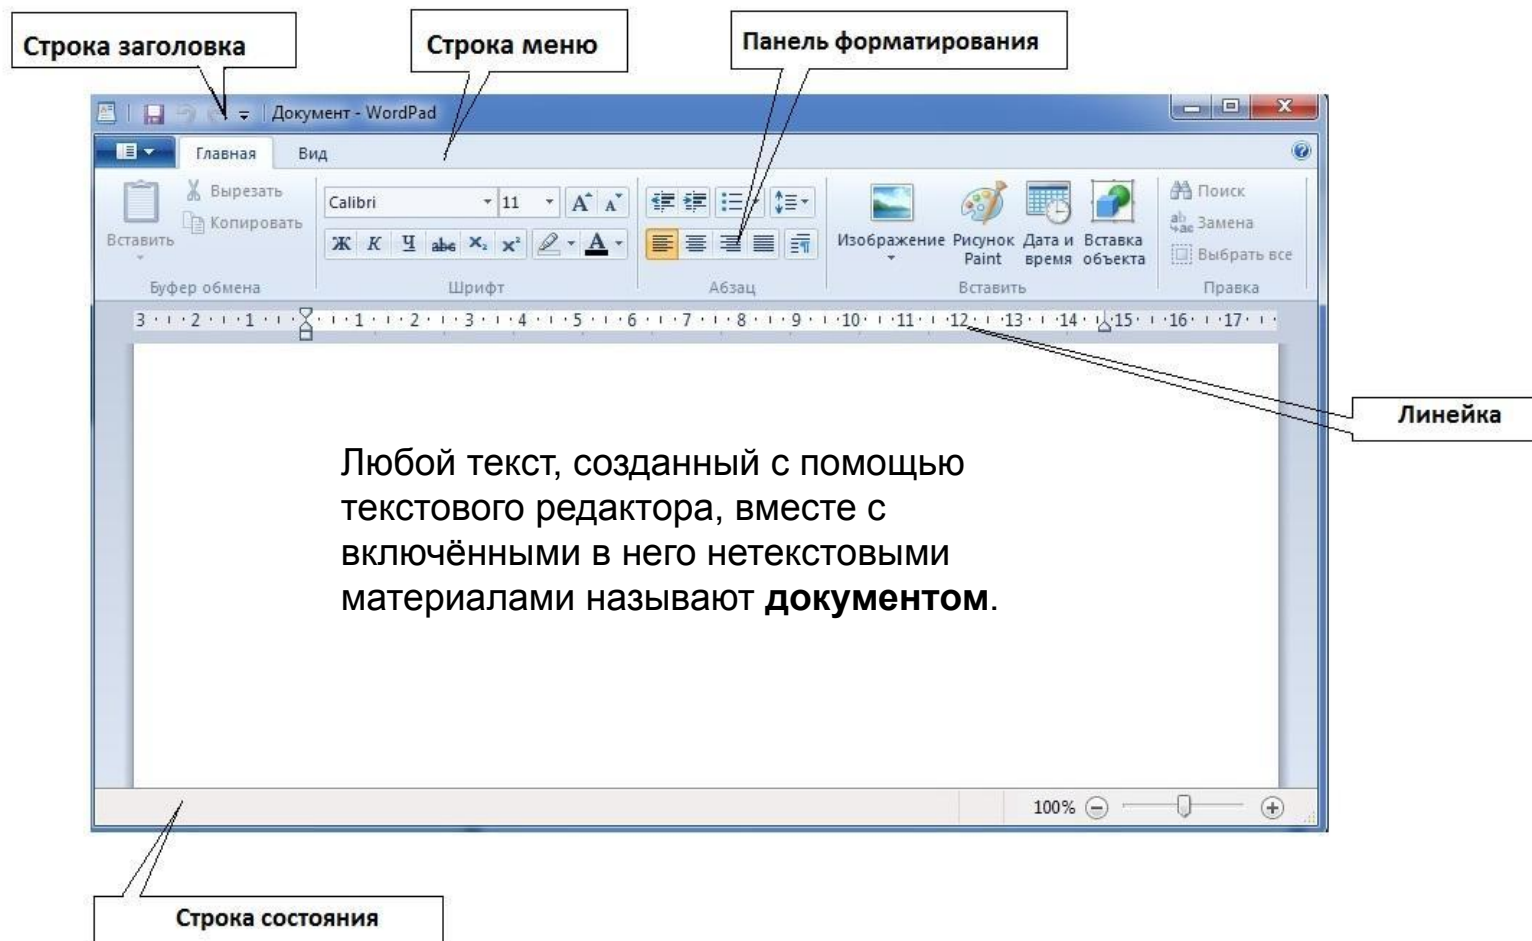 Строка заголовка
Строка меню
Панель форматирования
Документ - WordPad
Главная
Вид
Вставить
Вырезать
Копировать
Буфер обмена
Calibri
11
A A
Ж К Ч abc X₂ X² A
Шрифт
Абзац
Изображение
Рисунок Paint
Дата и время
Вставка объекта
Вставить
Поиск
Замена
Выбрать все
Правка
3 2 1 1 2 3 4 5 6 7 8 9 10 11 12 13 14 15 16 17
Линейка
Любой текст, созданный с помощью
текстового редактора, вместе с
включёнными в него нетекстовыми
материалами называют документом.
100%
Строка состояния